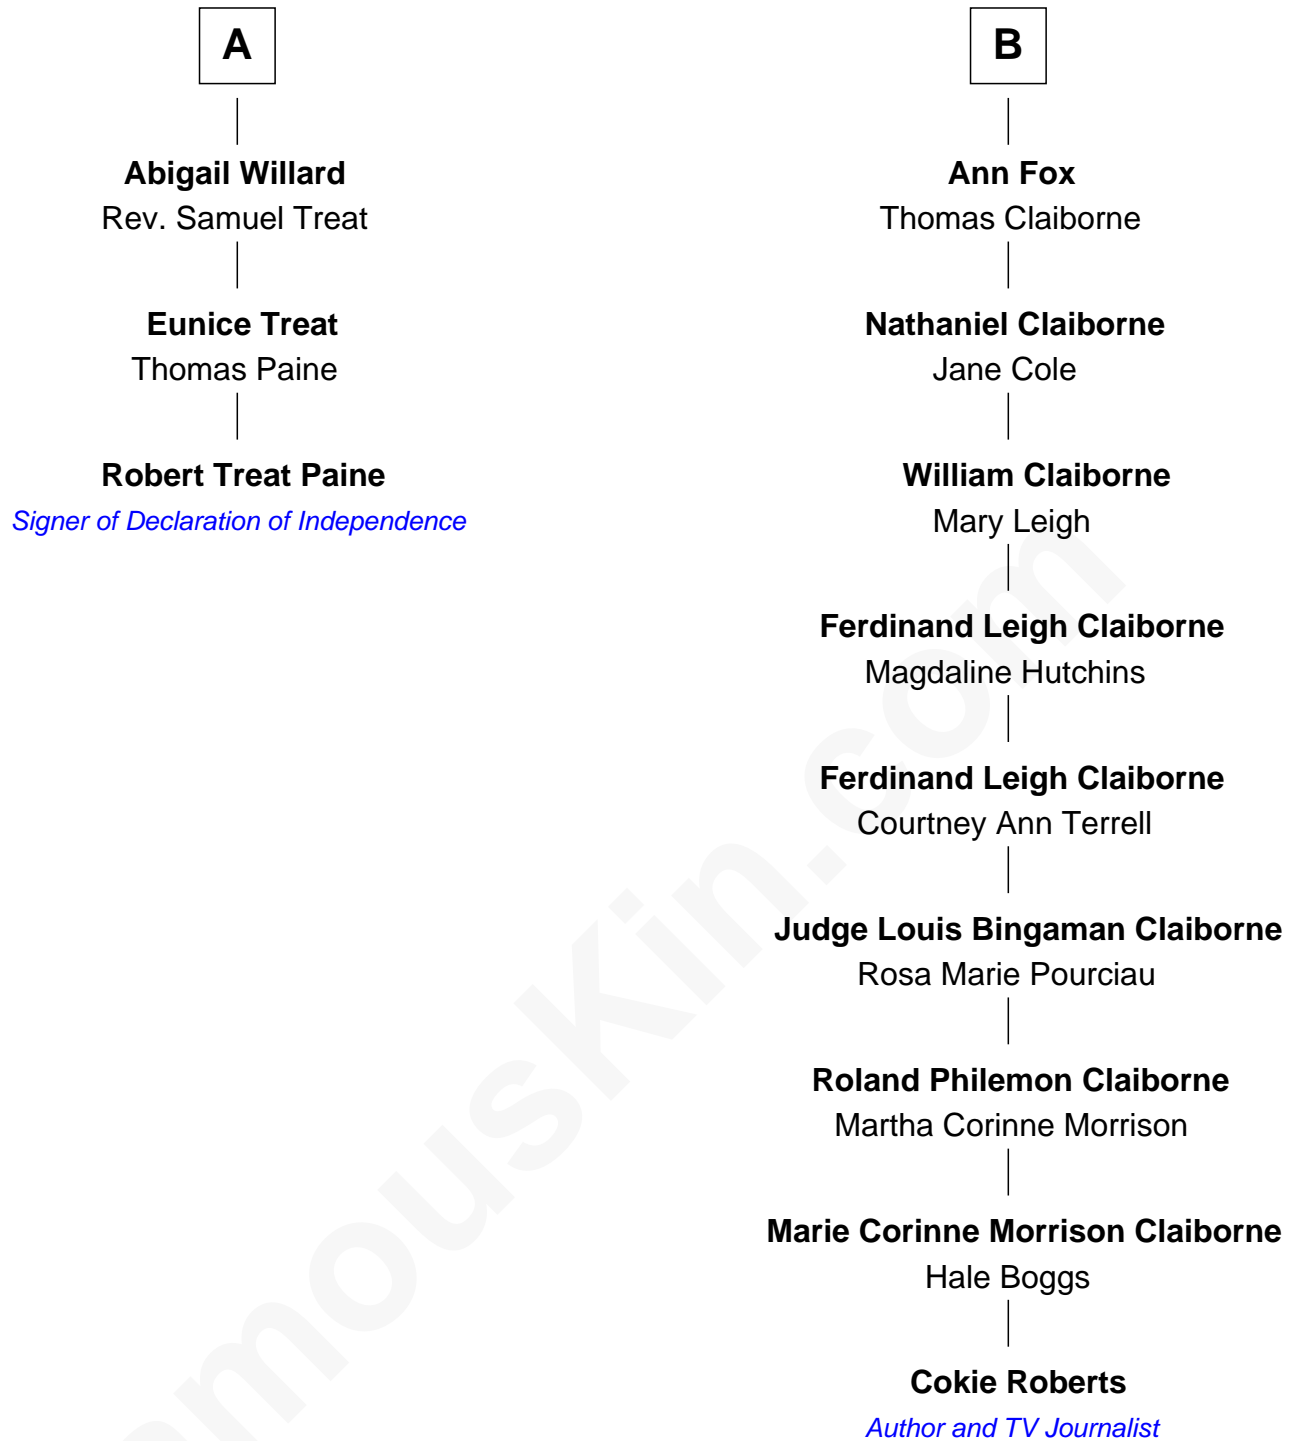 A
Abigail Willard
Rev. Samuel Treat
Eunice Treat
Thomas Paine
Robert Treat Paine
Signer of Declaration of Independence
B
Ann Fox
Thomas Claiborne
Nathaniel Claiborne
Jane Cole
William Claiborne
Mary Leigh
Ferdinand Leigh Claiborne
Magdaline Hutchins
Ferdinand Leigh Claiborne
Courtney Ann Terrell
Judge Louis Bingaman Claiborne
Rosa Marie Pourciau
Roland Philemon Claiborne
Martha Corinne Morrison
Marie Corinne Morrison Claiborne
Hale Boggs
Cokie Roberts
Author and TV Journalist
amouskin.com